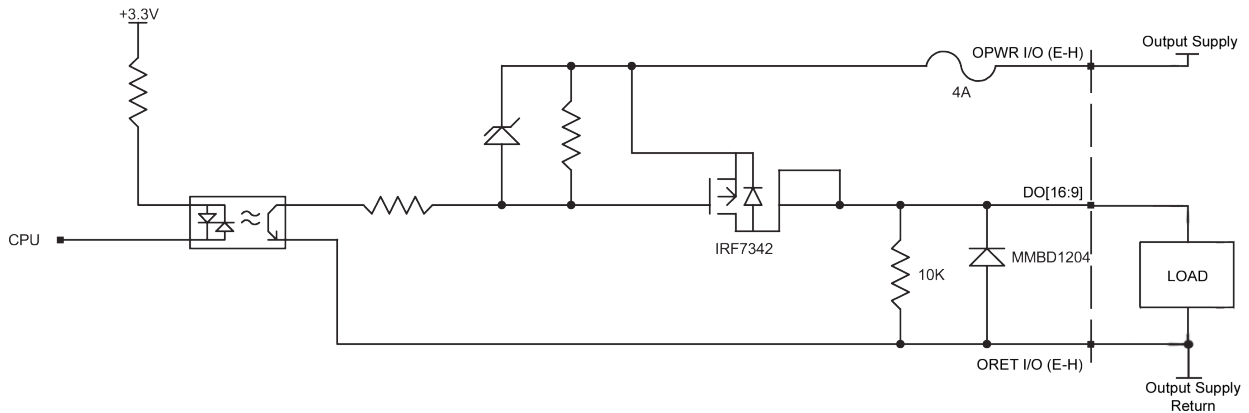 +3.3V
OPWR I/O (E-H)
Output Supply
4A
DO[16:9]
CPU
IRF7342
10K
MMBD1204
LOAD
ORET I/O (E-H)
Output Supply
Return